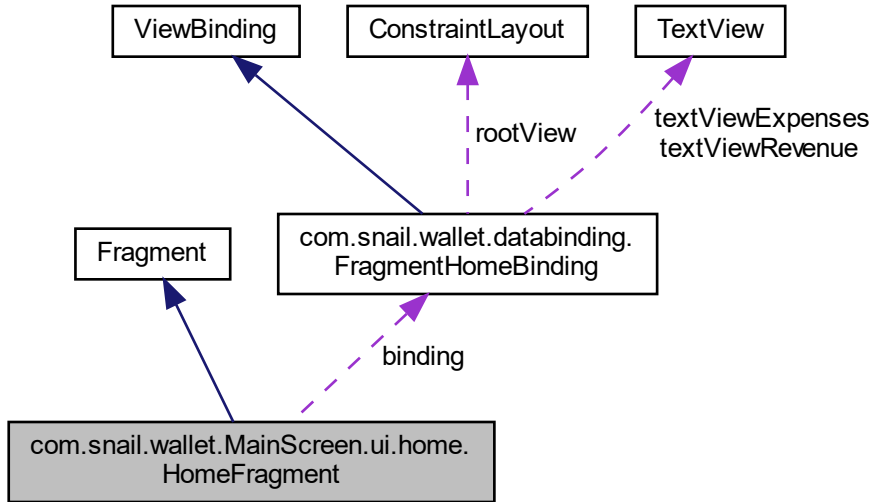 ViewBinding
ConstraintLayout
TextView
rootView
textViewExpenses
textViewRevenue
Fragment
com.snail.wallet.databinding.
FragmentHomeBinding
binding
com.snail.wallet.MainScreen.ui.home.
HomeFragment